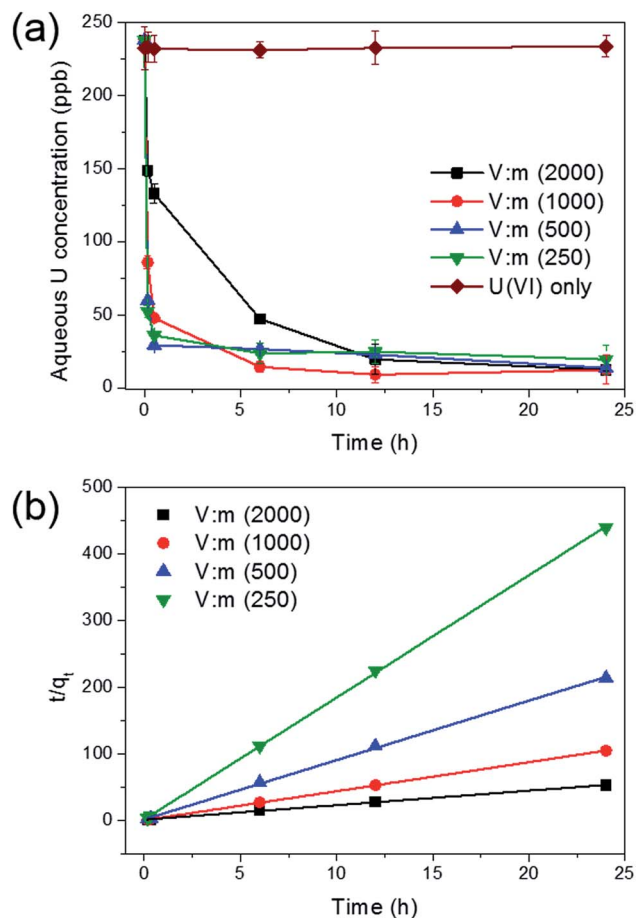 (a)
250
200
150
100
50
0
Aqueous U concentration (ppb)
V:m (2000)
V:m (1000)
V:m (500)
V:m (250)
U(VI) only
0 5 10 15 20 25
Time (h)
(b)
500
400
300
200
100
0
t/qt
V:m (2000)
V:m (1000)
V:m (500)
V:m (250)
0 5 10 15 20 25
Time (h)